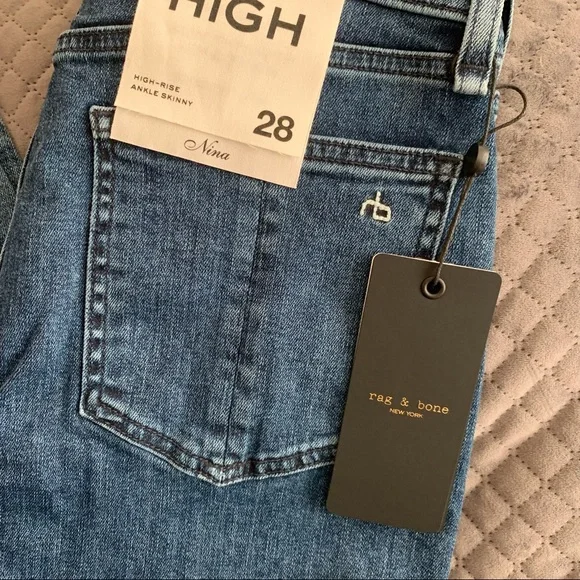 HIGH
HIGH-RISE
ANKLE SKINNY
28
Nina
rb
rag & bone
NEW YORK